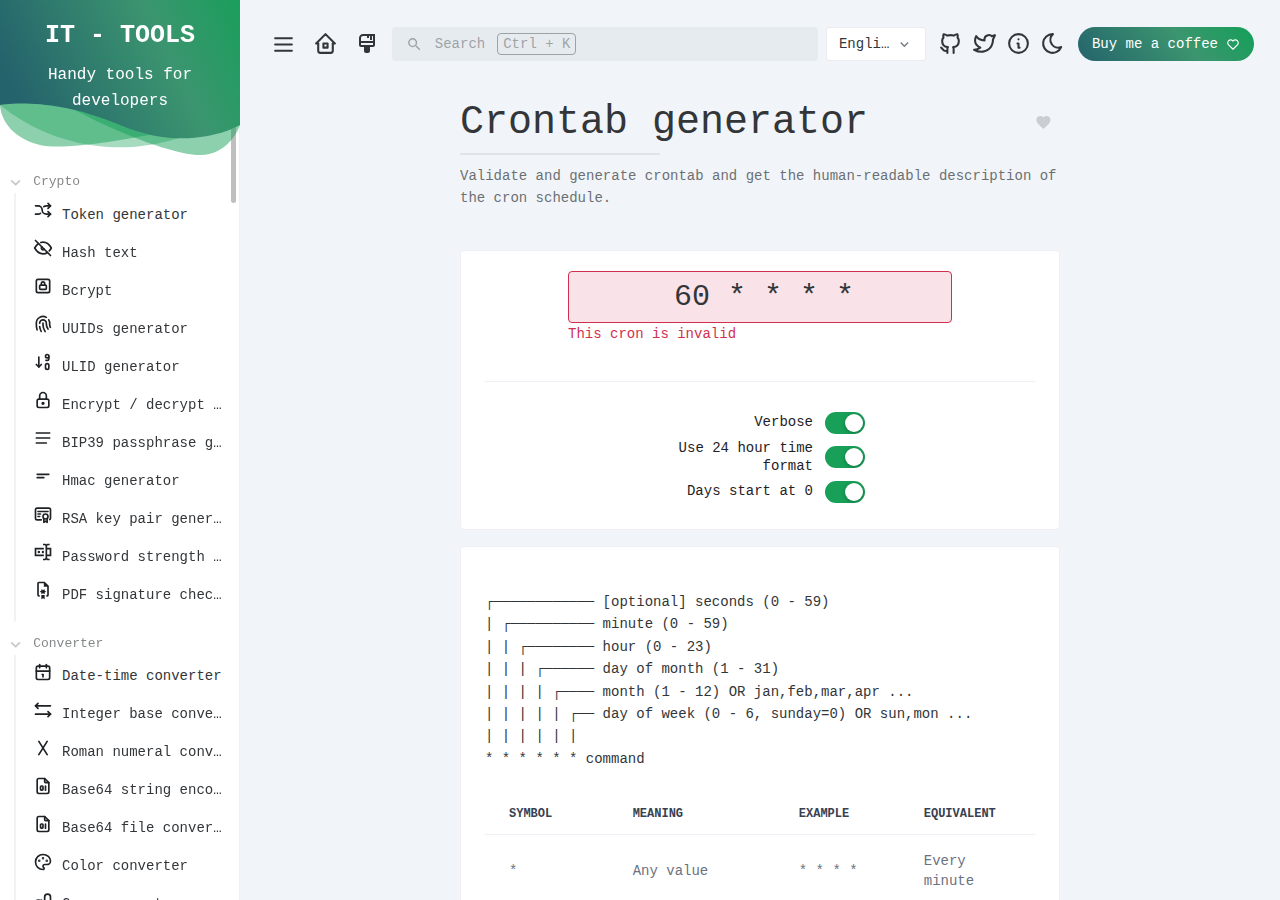 IT - TOOLS
Handy tools for
developers
Crypto
Token generator
Hash text
Bcrypt
UUIDs generator
ULID generator
Encrypt / decrypt …
BIP39 passphrase g…
Hmac generator
RSA key pair gener…
Password strength …
PDF signature chec…
Converter
Date-time converter
Integer base conve…
Roman numeral conv…
Base64 string enco…
Base64 file conver…
Color converter
Search Ctrl + K
Engli…
Buy me a coffee
Crontab generator
Validate and generate crontab and get the human-readable description of
the cron schedule.
60 * * * *
This cron is invalid
Verbose
Use 24 hour time
format
Days start at 0
┌──────────── [optional] seconds (0 - 59)
| ┌────────── minute (0 - 59)
| | ┌──────── hour (0 - 23)
| | | ┌────── day of month (1 - 31)
| | | | ┌──── month (1 - 12) OR jan,feb,mar,apr ...
| | | | | ┌── day of week (0 - 6, sunday=0) OR sun,mon ...
| | | | | |
* * * * * * command
SYMBOL MEANING EXAMPLE EQUIVALENT
* Any value * * * * Every
minute